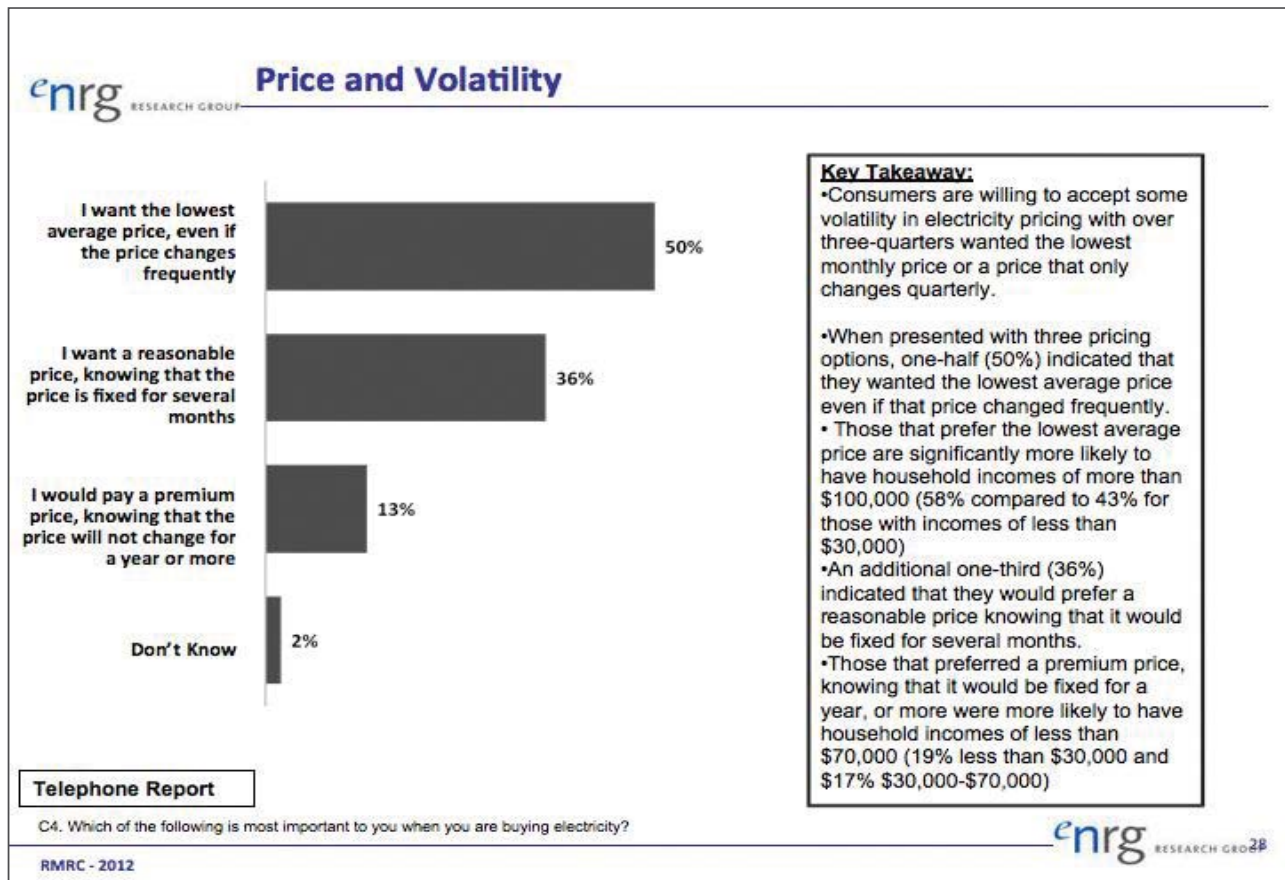 enrg RESEARCH GROUP
Price and Volatility
I want the lowest
average price, even if
the price changes
frequently
50%
I want a reasonable
price, knowing that the
price is fixed for several
months
36%
I would pay a premium
price, knowing that the
price will not change for
a year or more
13%
Don't Know
2%
Key Takeaway:
•Consumers are willing to accept some
volatility in electricity pricing with over
three-quarters wanted the lowest
monthly price or a price that only
changes quarterly.
•When presented with three pricing
options, one-half (50%) indicated that
they wanted the lowest average price
even if that price changed frequently.
• Those that prefer the lowest average
price are significantly more likely to
have household incomes of more than
$100,000 (58% compared to 43% for
those with incomes of less than
$30,000)
•An additional one-third (36%)
indicated that they would prefer a
reasonable price knowing that it would
be fixed for several months.
•Those that preferred a premium price,
knowing that it would be fixed for a
year, or more were more likely to have
household incomes of less than
$70,000 (19% less than $30,000 and
$17% $30,000-$70,000)
Telephone Report
C4. Which of the following is most important to you when you are buying electricity?
RMRC - 2012
enrg RESEARCH GROUP
28